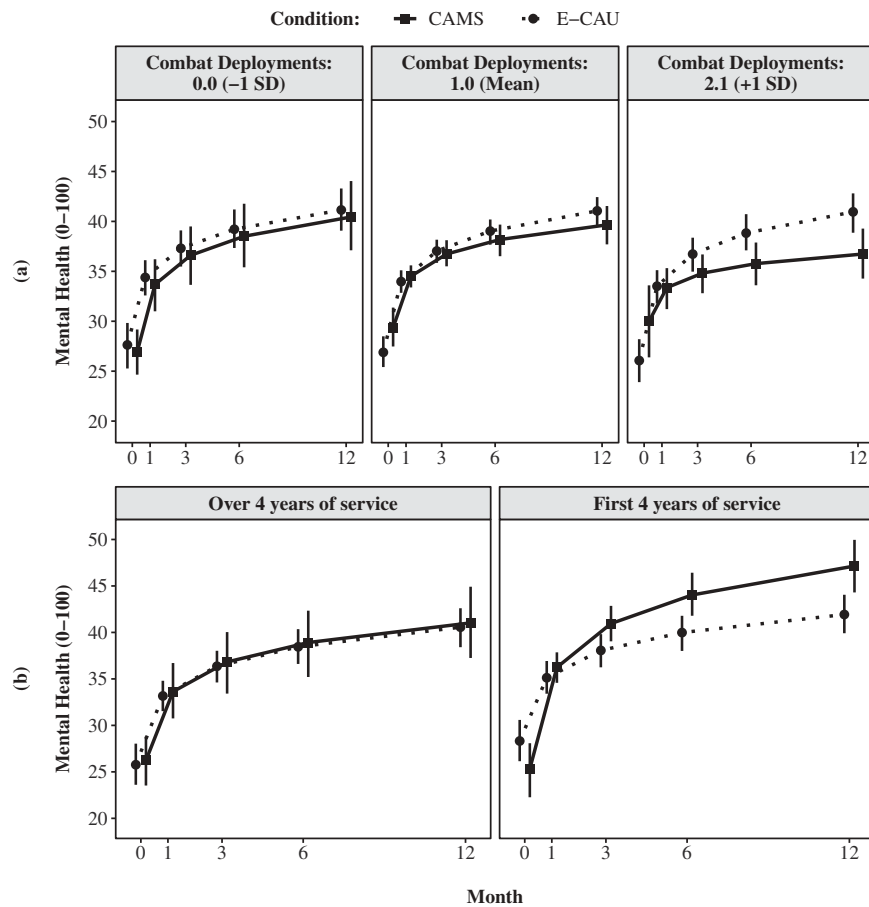 Condition: CAMS E−CAU
Combat Deployments:
0.0 (−1 SD)
Combat Deployments:
1.0 (Mean)
Combat Deployments:
2.1 (+1 SD)
(a)
Mental Health (0−100)
50
45
40
35
30
25
20
0 1 3 6 12
0 1 3 6 12
0 1 3 6 12
Over 4 years of service
First 4 years of service
(b)
Mental Health (0−100)
50
45
40
35
30
25
20
0 1 3 6 12
0 1 3 6 12
Month